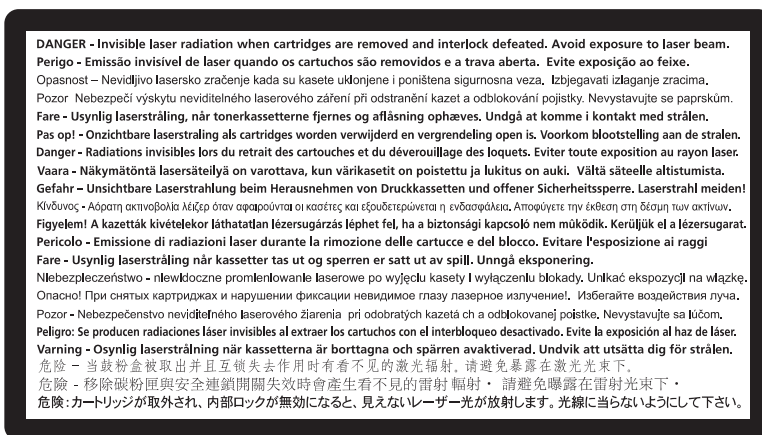 DANGER - Invisible laser radiation when cartridges are removed and interlock defeated. Avoid exposure to laser beam.
Perigo - Emissão invisível de laser quando os cartuchos são removidos e a trava aberta. Evite exposição ao feixe.
Opasnost – Nevidljivo lasersko zračenje kada su kasete uklonjene i poništena sigurnosna veza. Izbjegavati izlaganje zracima.
Pozor Nebezpečí výskytu neviditelného laserového záření při odstranění kazet a odblokování pojistky. Nevystavujte se paprskům.
Fare - Usynlig laserstråling, når tonerkassetterne fjernes og aflåsning ophæves. Undgå at komme i kontakt med strålen.
Pas op! - Onzichtbare laserstraling als cartridges worden verwijderd en vergrendeling open is. Voorkom blootstelling aan de stralen.
Danger - Radiations invisibles lors du retrait des cartouches et du déverouillage des loquets. Eviter toute exposition au rayon laser.
Vaara - Näkymätöntä lasersäteilyä on varottava, kun värikasetit on poistettu ja lukitus on auki. Vältä säteelle altistumista.
Gefahr – Unsichtbare Laserstrahlung beim Herausnehmen von Druckkassetten und offener Sicherheitssperre. Laserstrahl meiden!
Κίνδυνος - Αόρατη ακτινοβολία λέιζερ όταν αφαιρούνται οι κασέτες και εξουδετερώνεται η ενδασφάλεια. Αποφύγετε την έκθεση στη δέσμη των ακτίνων.
Figyelem! A kazetták kivételekor láthatatlan lézersugárzás léphet fel, ha a biztonsági kapcsoló nem mûködik. Kerüljük el a lézersugarat.
Pericolo - Emissione di radiazioni laser durante la rimozione delle cartucce e del blocco. Evitare l'esposizione ai raggi
Fare - Usynlig laserstråling når kassetter tas ut og sperren er satt ut av spill. Unngå eksponering.
Niebezpieczeństwo - niewidoczne promieniowanie laserowe po wyjęciu kasety i wyłączeniu blokady. Unikać ekspozycji na wiązkę.
Опасно! При снятых картриджах и нарушении фиксации невидимое глазу лазерное излучение!. Избегайте воздействия луча.
Pozor - Nebezpečenstvo neviditeľného laserového žiarenia pri odobratých kazetá ch a odblokovanej poistke. Nevystavujte sa lúčom.
Peligro: Se producen radiaciones láser invisibles al extraer los cartuchos con el interbloqueo desactivado. Evite la exposición al haz de láser.
Varning - Osynlig laserstrålning när kassetterna är borttagna och spärren avaktiverad. Undvik att utsätta dig för strålen.
危险 – 当鼓粉盒被取出并且互锁失去作用时有看不见的激光辐射. 请避免暴露在激光光束下.
危險 - 移除碳粉匣與安全連鎖開關失效時會產生看不見的雷射輻射・ 請避免曝露在雷射光束下・
危険:カートリッジが取外され、内部ロックが無効になると、見えないレーザー光が放射します。光線に当らないようにして下さい。